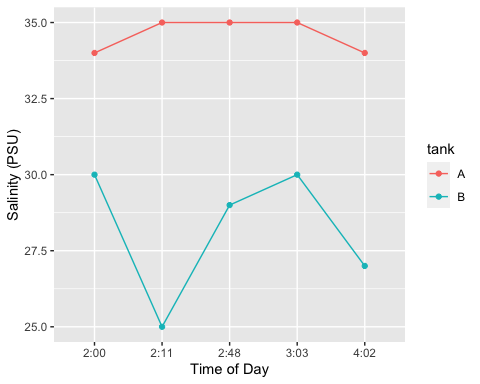 35.0
32.5
30.0
27.5
25.0
Salinity (PSU)
2:00 2:11 2:48 3:03 4:02
Time of Day
tank
A
B